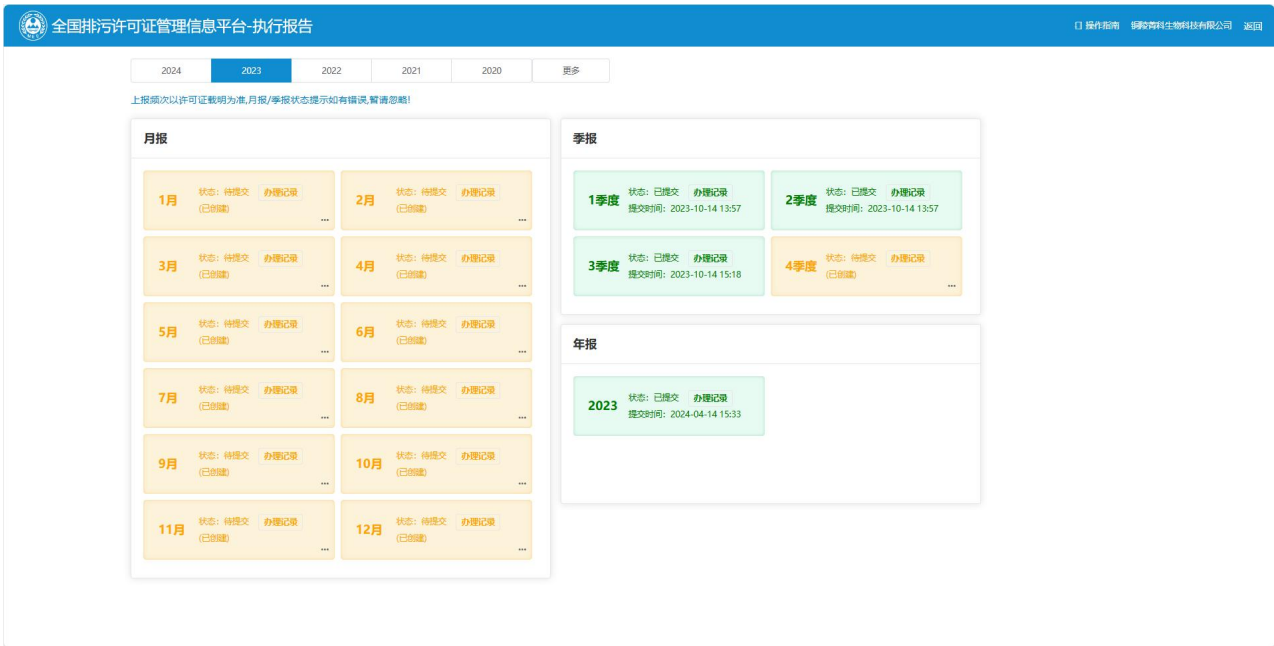 全国排污许可证管理信息平台-执行报告
操作指南 铜陵菁科生物科技有限公司 返回
2024 2023 2022 2021 2020 更多
上报频次以许可证载明为准,月报/季报状态提示如有错误,暂请忽略!
月报
1月 状态：待提交 办理记录
(已创建)
...
2月 状态：待提交 办理记录
(已创建)
...
3月 状态：待提交 办理记录
(已创建)
...
4月 状态：待提交 办理记录
(已创建)
...
5月 状态：待提交 办理记录
(已创建)
...
6月 状态：待提交 办理记录
(已创建)
...
7月 状态：待提交 办理记录
(已创建)
...
8月 状态：待提交 办理记录
(已创建)
...
9月 状态：待提交 办理记录
(已创建)
...
10月 状态：待提交 办理记录
(已创建)
...
11月 状态：待提交 办理记录
(已创建)
...
12月 状态：待提交 办理记录
(已创建)
...
季报
1季度 状态：已提交 办理记录
提交时间：2023-10-14 13:57
2季度 状态：已提交 办理记录
提交时间：2023-10-14 13:57
3季度 状态：已提交 办理记录
提交时间：2023-10-14 15:18
4季度 状态：待提交 办理记录
(已创建)
...
年报
2023 状态：已提交 办理记录
提交时间：2024-04-14 15:33